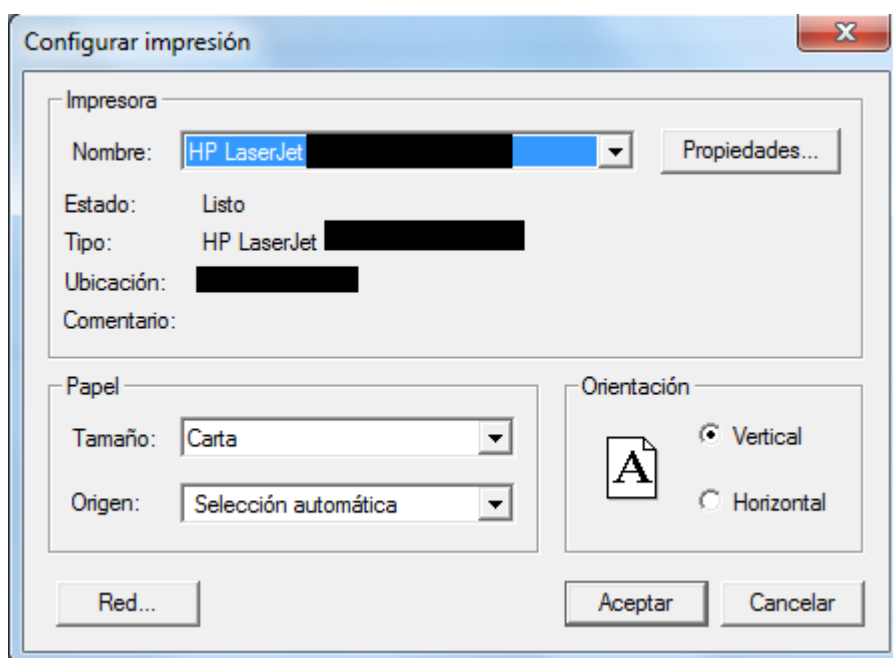 Configurar impresión
Impresora
Nombre: HP LaserJet
Propiedades...
Estado: Listo
Tipo: HP LaserJet
Ubicación:
Comentario:
Papel
Tamaño: Carta
Origen: Selección automática
Orientación
A
Vertical
Horizontal
Red...
Aceptar
Cancelar